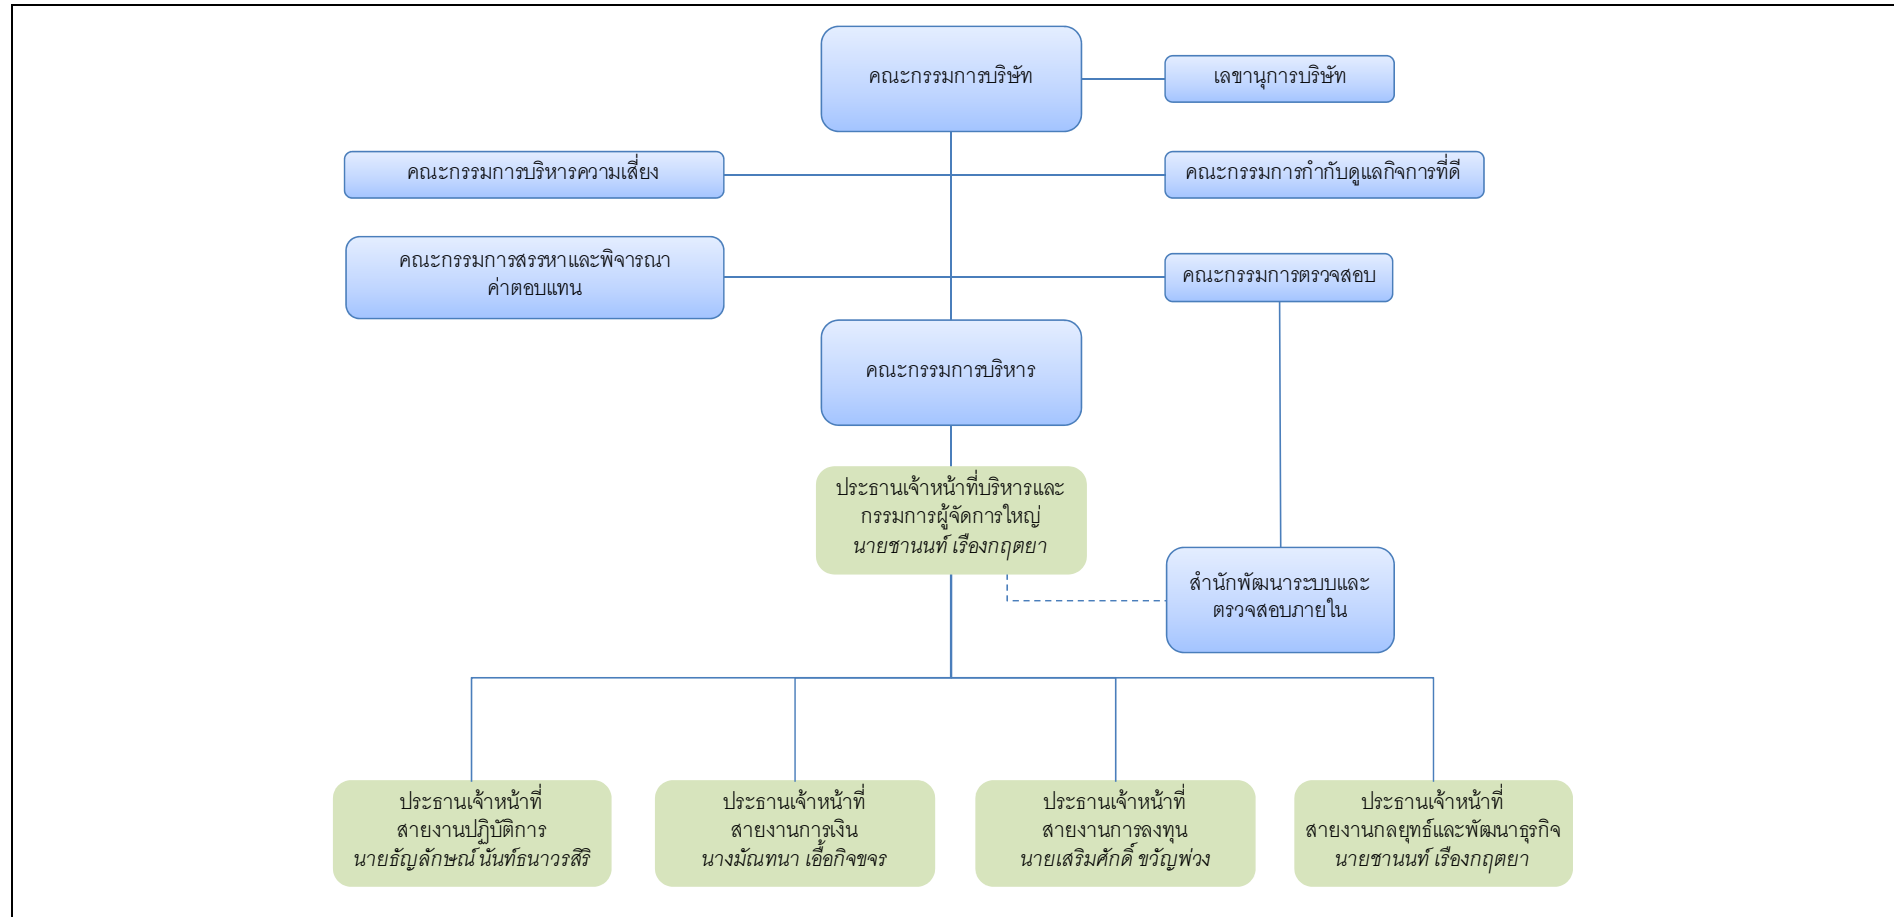 คณะกรรมการบริษัท
เลขานุการบริษัท
คณะกรรมการบริหารความเสี่ยง
คณะกรรมการกำกับดูแลกิจการที่ดี
คณะกรรมการสรรหาและพิจารณา
ค่าตอบแทน
คณะกรรมการตรวจสอบ
คณะกรรมการบริหาร
ประธานเจ้าหน้าที่บริหารและ
กรรมการผู้จัดการใหญ่
นายชานนท์ เรืองกฤตยา
สำนักพัฒนาระบบและ
ตรวจสอบภายใน
ประธานเจ้าหน้าที่
สายงานปฏิบัติการ
นายธัญลักษณ์ นันท์ธนาวรสิริ
ประธานเจ้าหน้าที่
สายงานการเงิน
นางมัณทนา เอื้อกิจขจร
ประธานเจ้าหน้าที่
สายงานการลงทุน
นายเสริมศักดิ์ ขวัญพ่วง
ประธานเจ้าหน้าที่
สายงานกลยุทธ์และพัฒนาธุรกิจ
นายชานนท์ เรืองกฤตยา